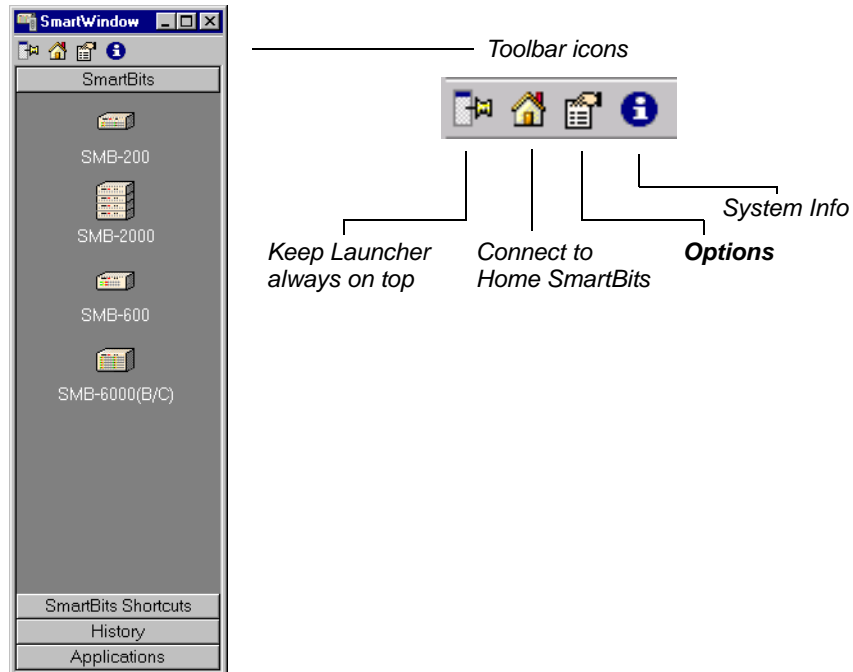 SmartWindow
SmartBits
SMB-200
SMB-2000
SMB-600
SMB-6000(B/C)
SmartBits Shortcuts
History
Applications
Toolbar icons
System Info
Keep Launcher
always on top
Connect to
Home SmartBits
Options